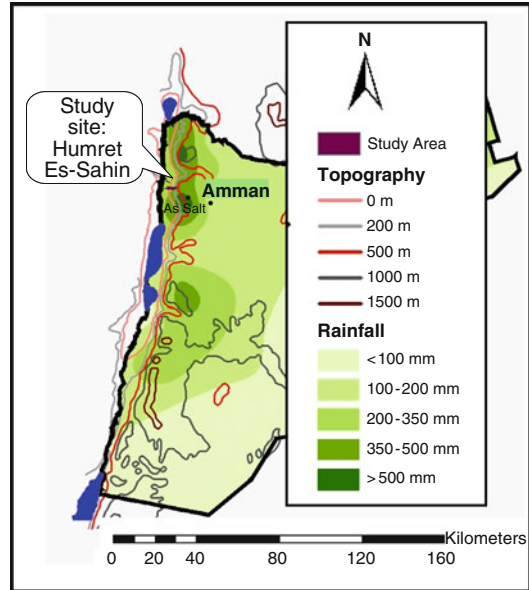 Study
site:
Humret
Es-Sahin
Amman
As Salt
N
Study Area
Topography
0 m
200 m
500 m
1000 m
1500 m
Rainfall
<100 mm
100-200 mm
200-350 mm
350-500 mm
>500 mm
Kilometers
0 20 40 80 120 160